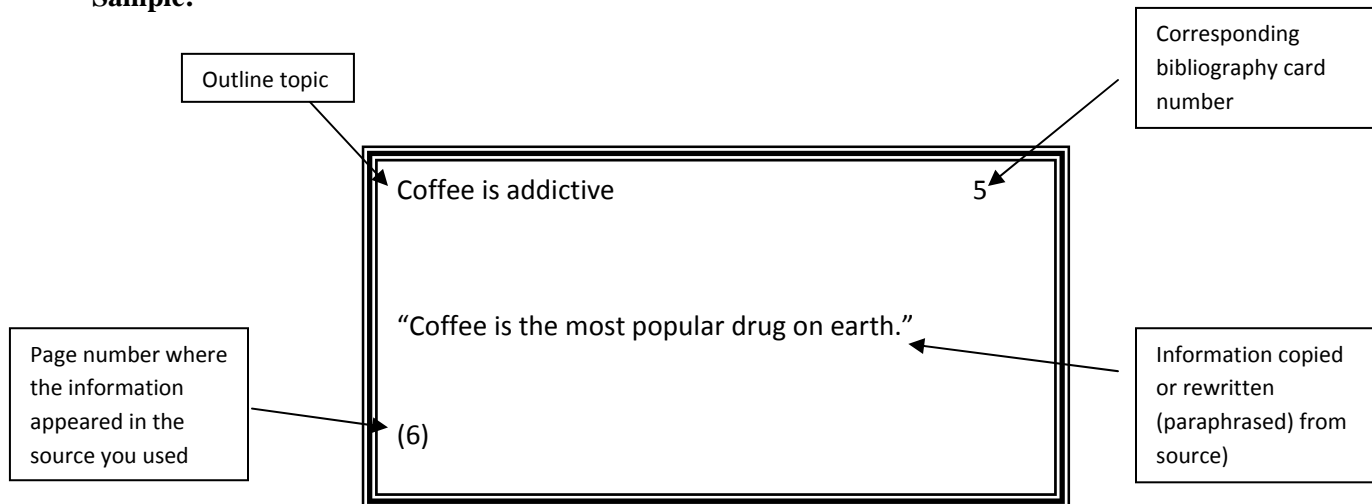 Sample:
Corresponding
bibliography card
number
Outline topic
Coffee is addictive 5
“Coffee is the most popular drug on earth.”
Page number where
the information
appeared in the
source you used
Information copied
or rewritten
(paraphrased) from
source)
(6)